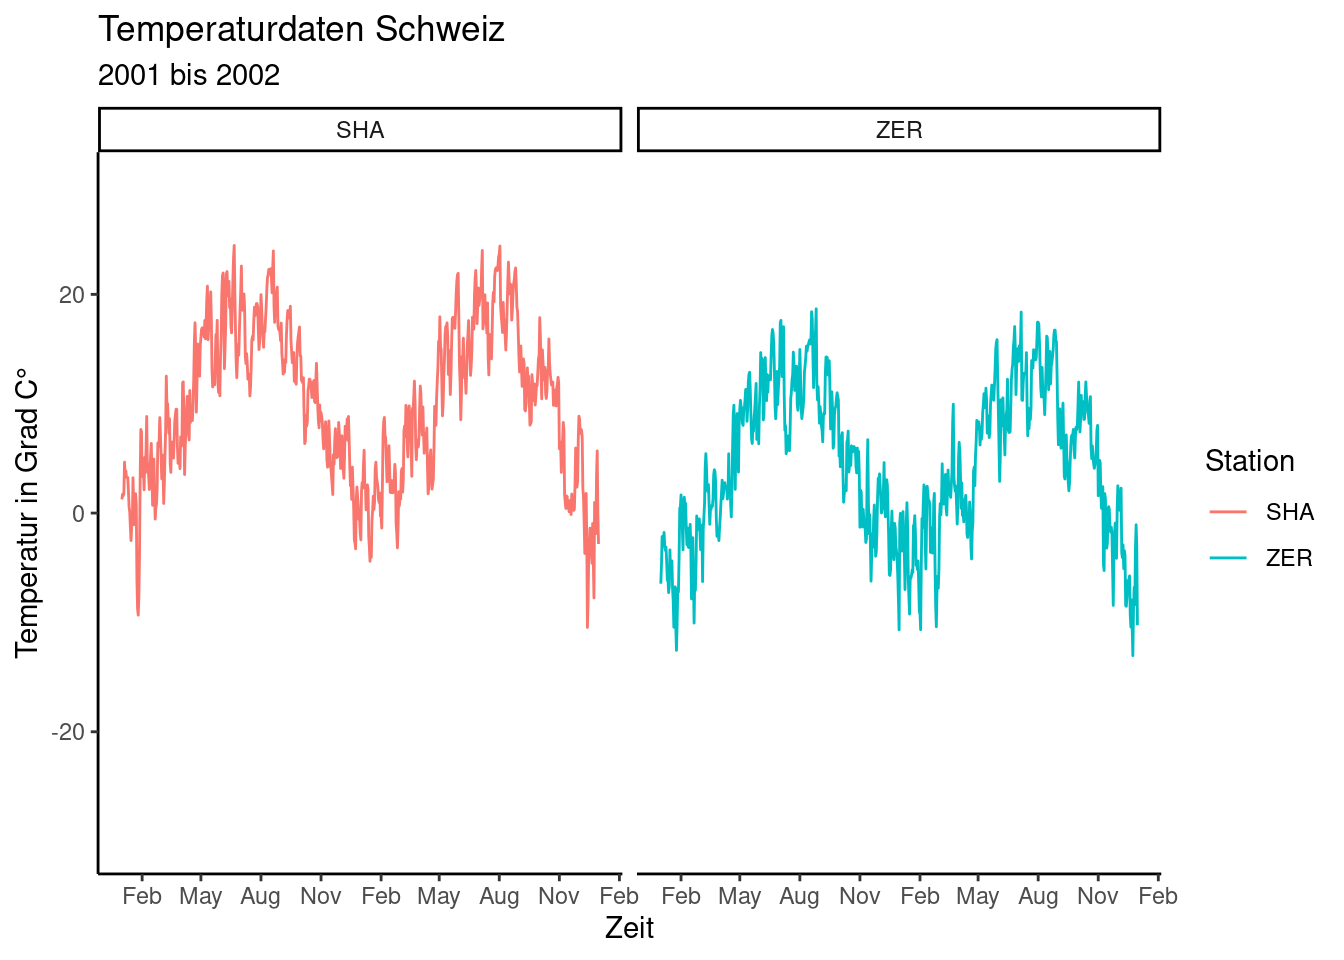 Temperaturdaten Schweiz
2001 bis 2002
SHA ZER
Temperatur in Grad C°
20
0
-20
Feb May Aug Nov Feb May Aug Nov Feb Feb May Aug Nov Feb May Aug Nov Feb
Zeit
Station
SHA
ZER